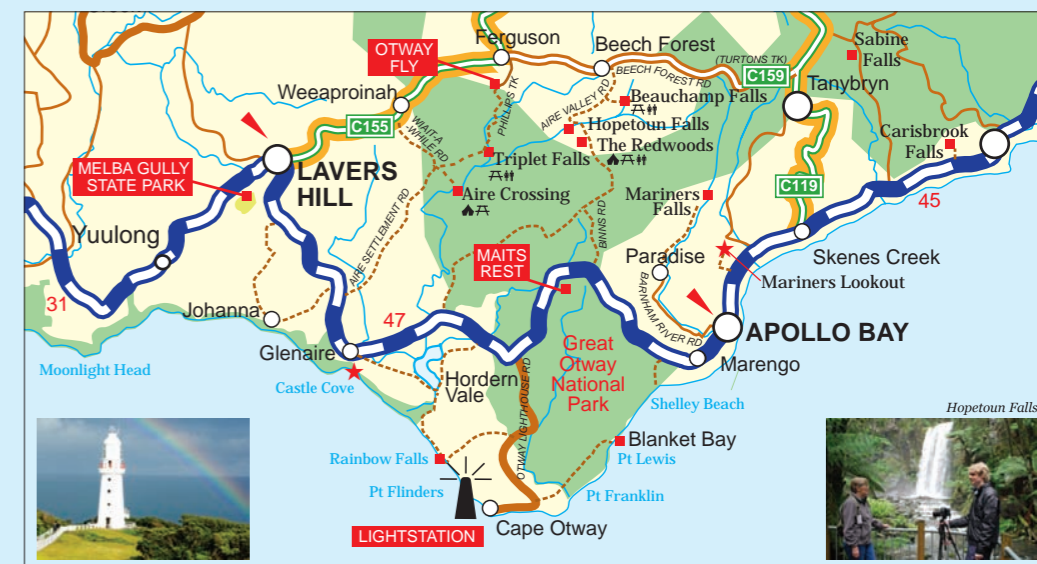 Ferguson
Beech Forest
Sabine
Falls
OTWAY
FLY
(TURTONS TK)
BEECH FOREST RD
C159
Tanybryn
Weeaproinah
PHILLIPS TK
AIRE VALLEY RD
Beauchamp Falls
C155
WIAIT-A
-WHILE RD
Hopetoun Falls
The Redwoods
Carisbrook
Falls
Triplet Falls
LAVERS
HILL
MELBA GULLY
STATE PARK
Aire Crossing
Mariners
Falls
C119
45
AIRE SETTLEMENT RD
BINNS RD
Yuulong
MAITS
REST
Paradise
Skenes Creek
Mariners Lookout
31
Johanna
47
BARNHAM RIVER RD
APOLLO BAY
Glenaire
Great
Otway
National
Park
Marengo
Moonlight Head
Castle Cove
Hordern
Vale
OTWAY LIGHTHOUSE RD
Shelley Beach
Hopetoun Falls
Blanket Bay
Rainbow Falls
Pt Lewis
Pt Flinders
Pt Franklin
LIGHTSTATION
Cape Otway